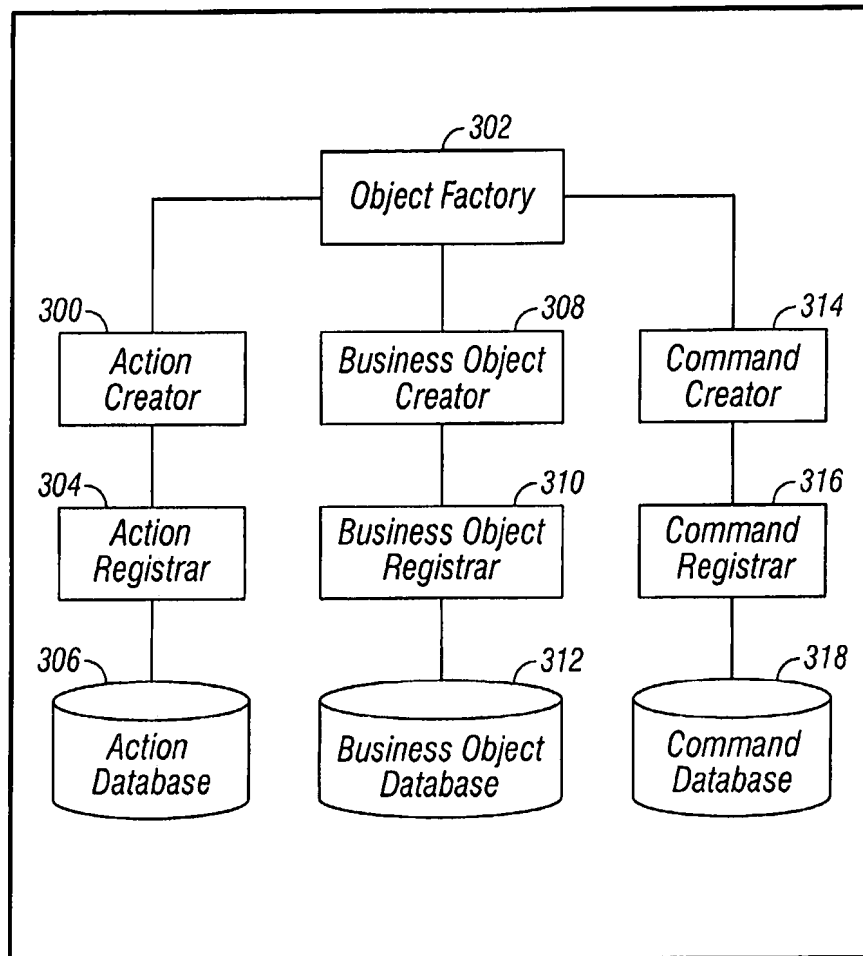 302
Object Factory
300
308
314
Action
Creator
Business Object
Creator
Command
Creator
304
310
316
Action
Registrar
Business Object
Registrar
Command
Registrar
306
312
318
Action
Database
Business Object
Database
Command
Database